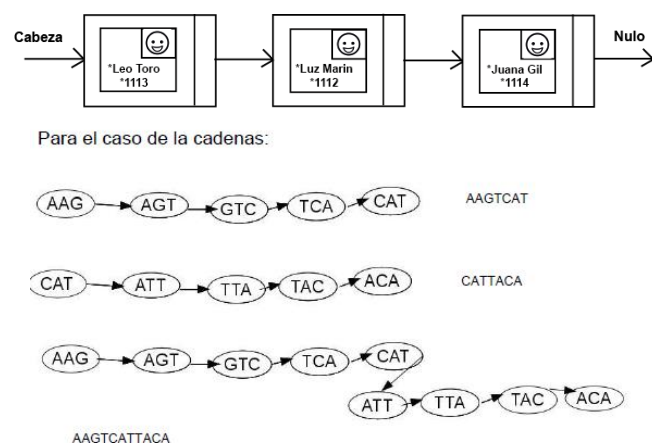 Cabeza
Nulo
*Leo Toro
*1113
*Luz Marin
*1112
*Juana Gil
*1114
Para el caso de la cadenas:
AAG AGT GTC TCA CAT AAGTCAT
CAT ATT TTA TAC ACA CATTACA
AAG AGT GTC TCA CAT
ATT TTA TAC ACA
AAGTCATTACA